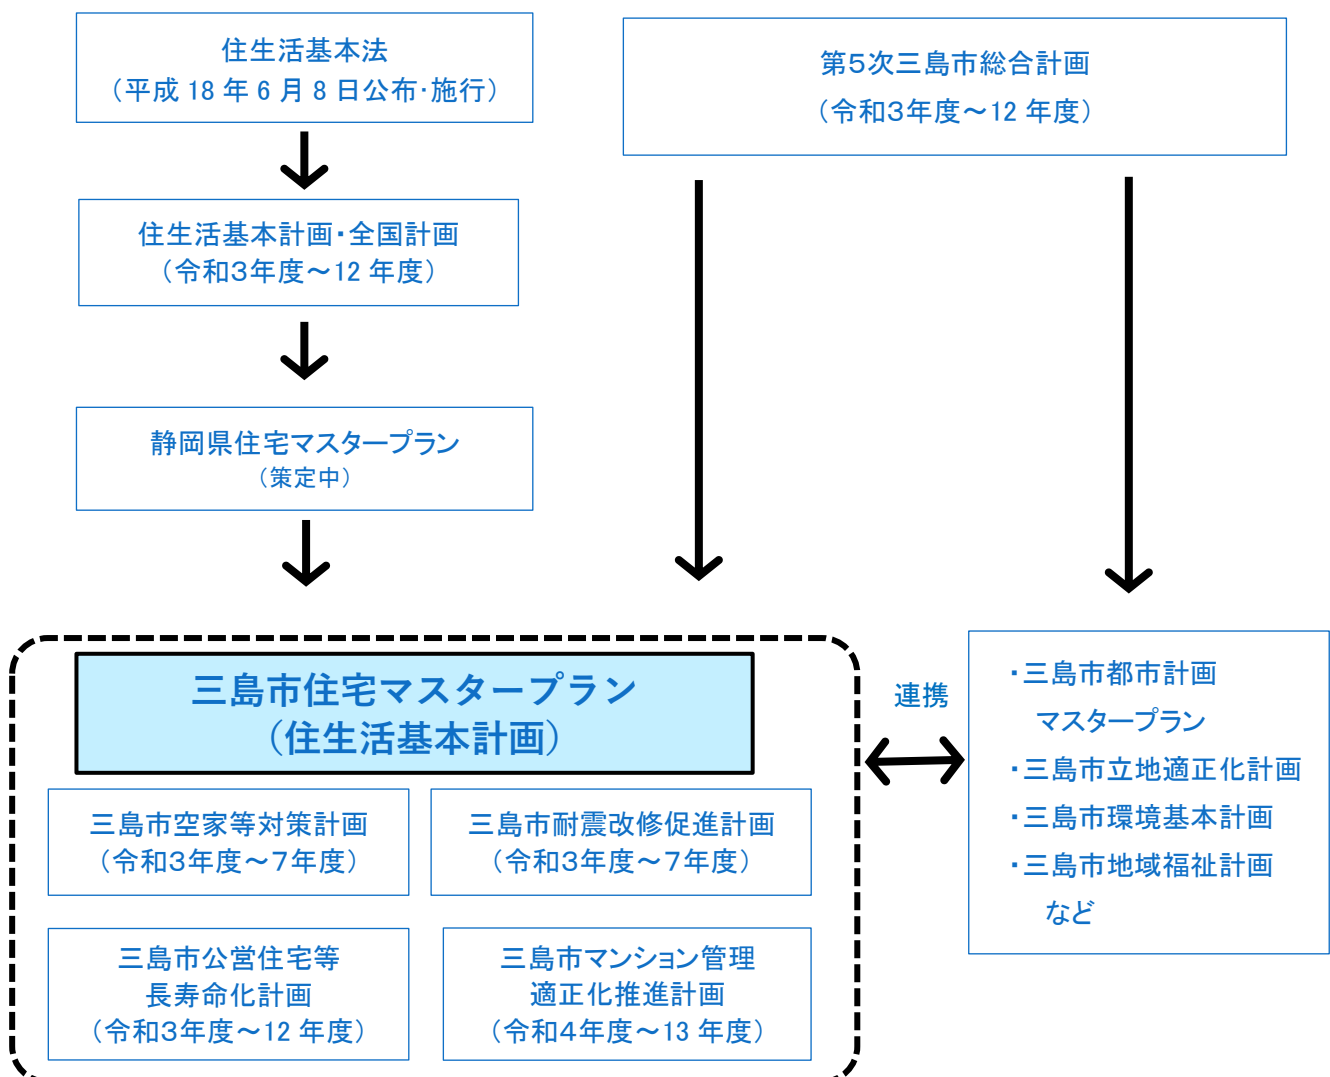 住生活基本法
（平成 18 年 6 月 8 日公布・施行）
第５次三島市総合計画
（令和３年度～12 年度）
住生活基本計画・全国計画
（令和３年度～12 年度）
静岡県住宅マスタープラン
（策定中）
三島市住宅マスタープラン
（住生活基本計画）
連携
・三島市都市計画
マスタープラン
・三島市立地適正化計画
・三島市環境基本計画
・三島市地域福祉計画
など
三島市空家等対策計画
（令和３年度～７年度）
三島市耐震改修促進計画
（令和３年度～７年度）
三島市公営住宅等
長寿命化計画
（令和３年度～12 年度）
三島市マンション管理
適正化推進計画
（令和４年度～13 年度）